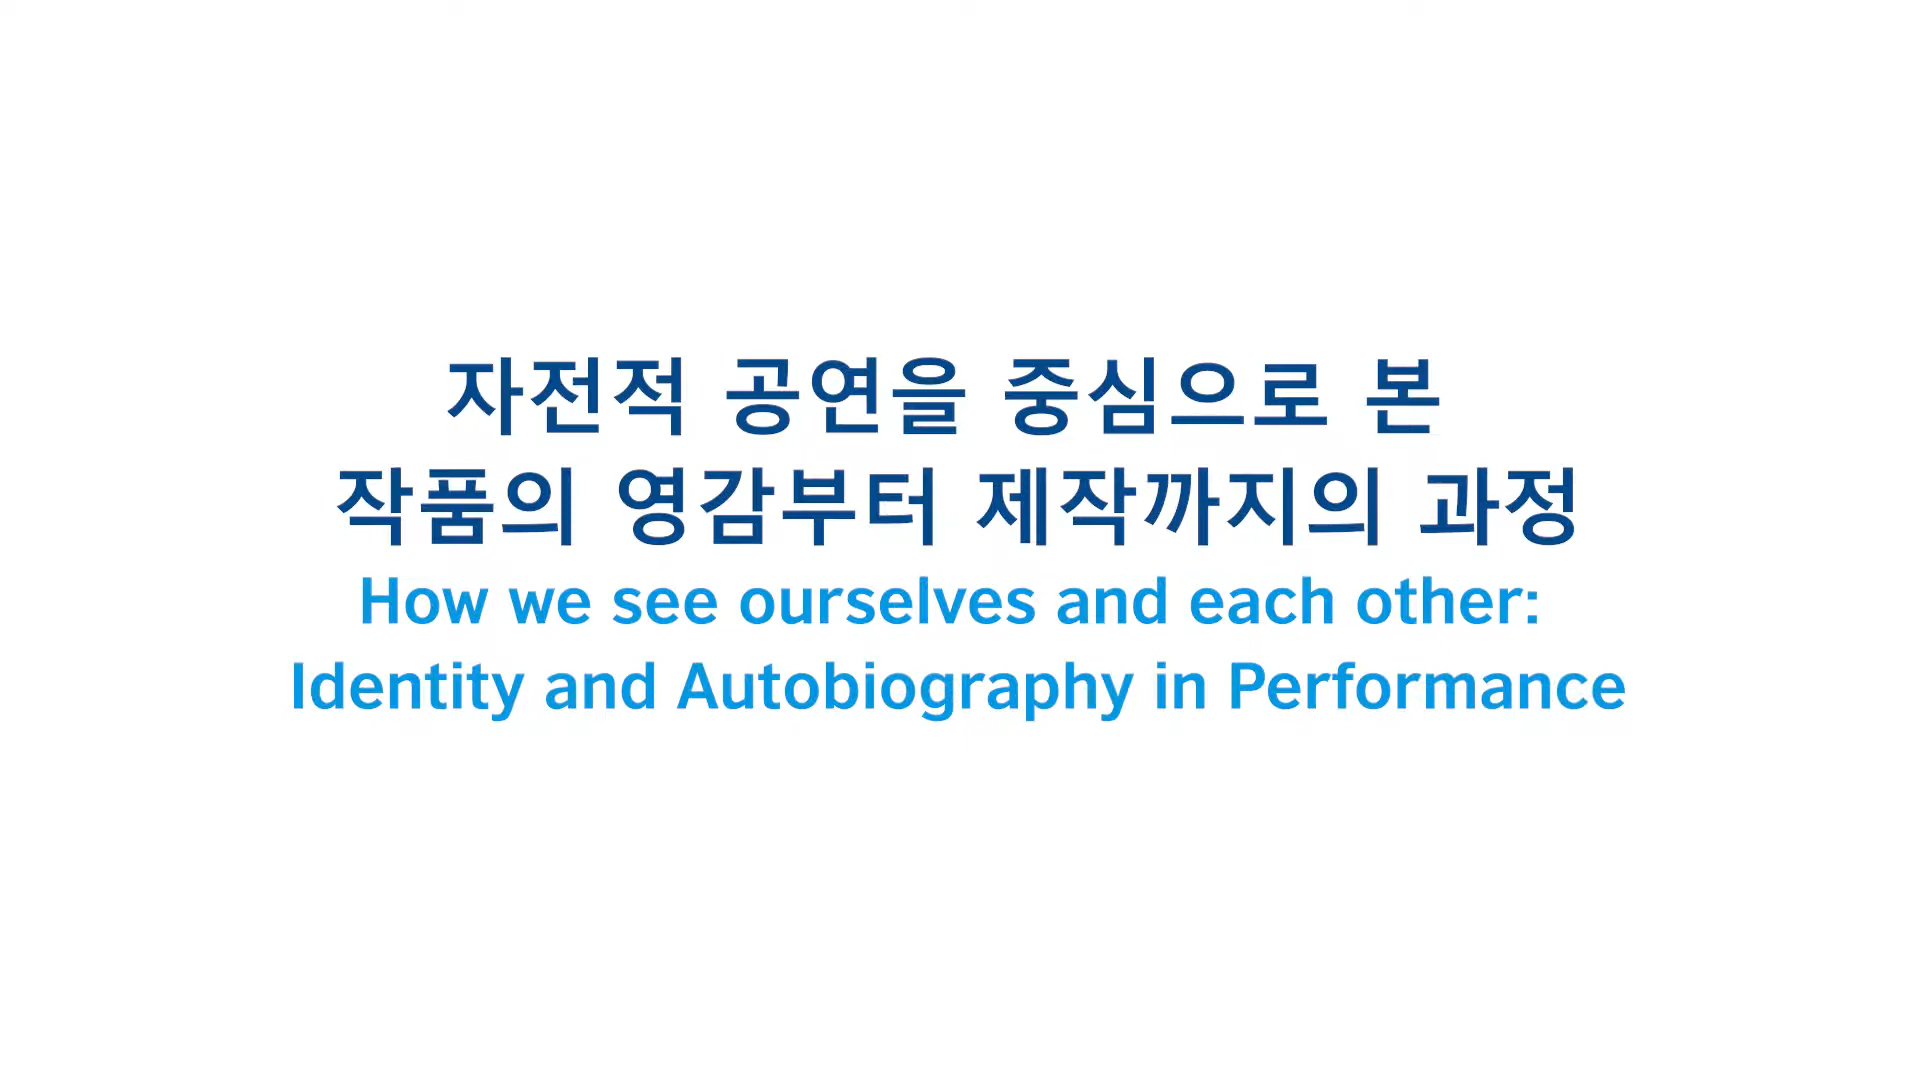 자전적 공연을 중심으로 본
작품의 영감부터 제작까지의 과정
How we see ourselves and each other:
Identity and Autobiography in Performance